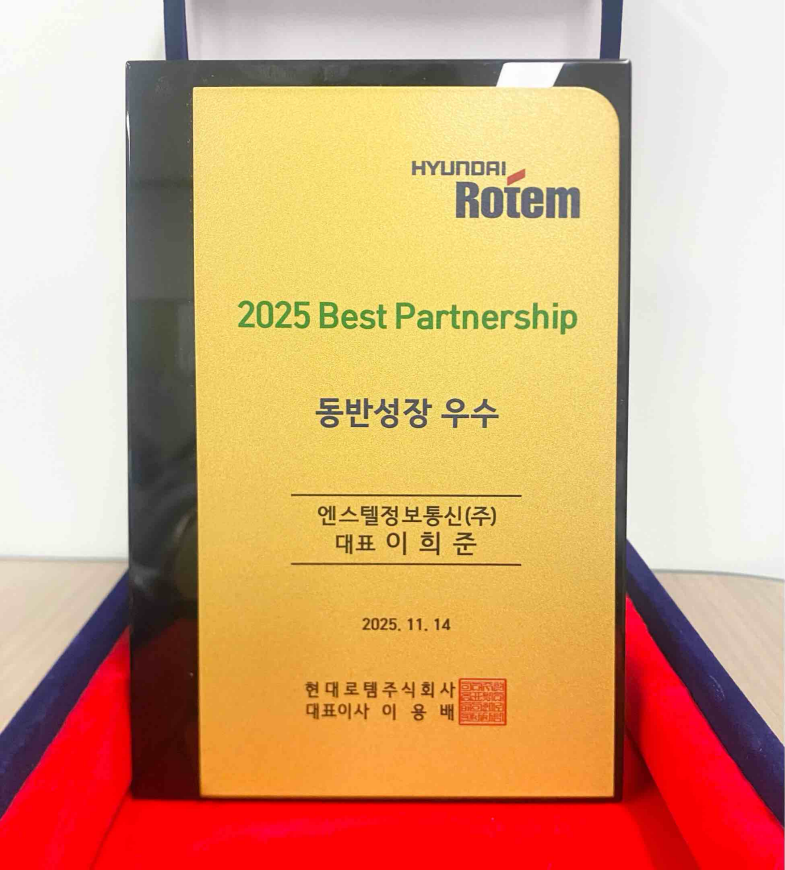 HYUNDAI
Rotem
2025 Best Partnership
동반성장 우수
엔스텔정보통신(주)
대표 이 희 준
2025. 11. 14
현대로템주식회사
대표이사 이 용 배